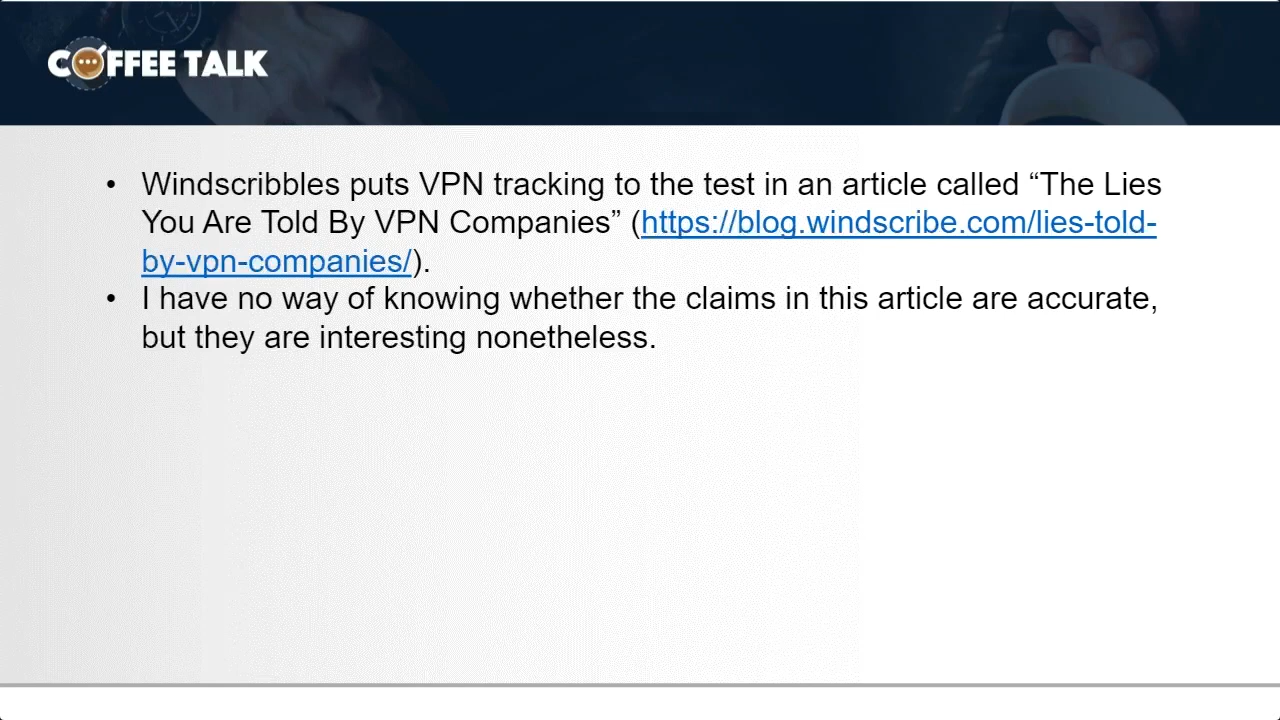 COFFEE TALK
• Windscribbles puts VPN tracking to the test in an article called “The Lies
You Are Told By VPN Companies” (https://blog.windscribe.com/lies-told-
by-vpn-companies/).
• I have no way of knowing whether the claims in this article are accurate,
but they are interesting nonetheless.